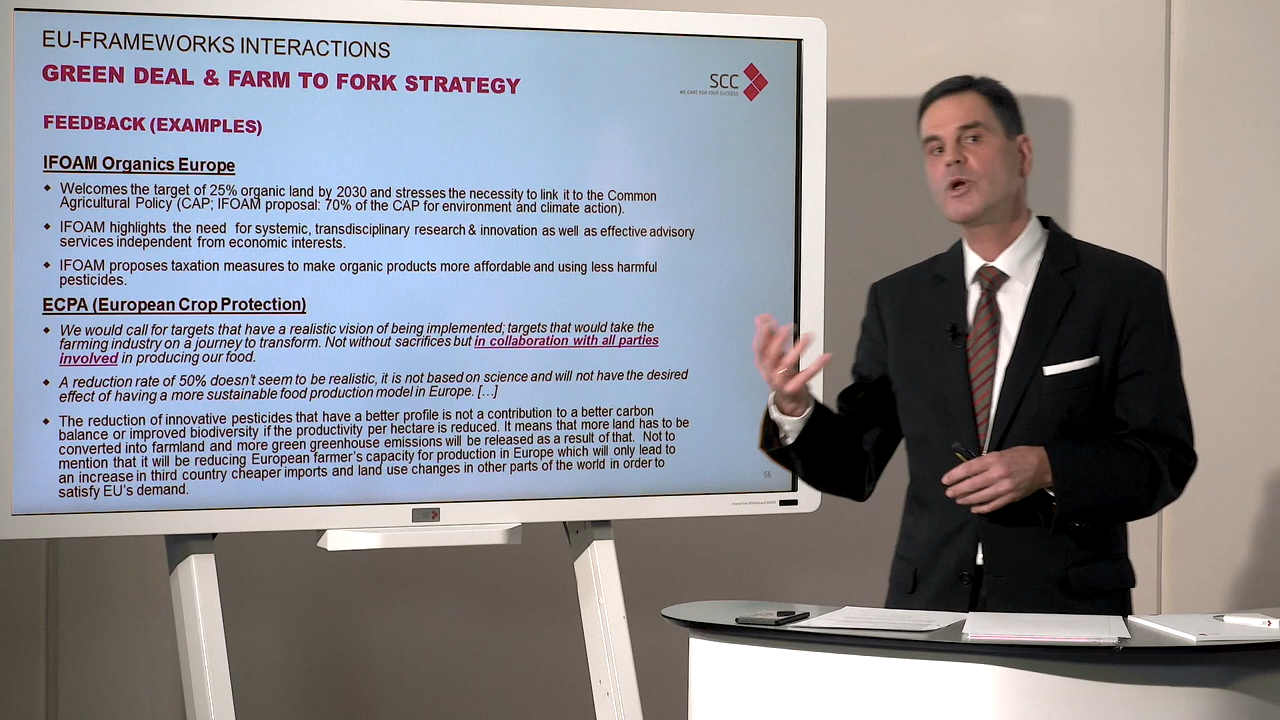 EU-FRAMEWORKS INTERACTIONS
GREEN DEAL & FARM TO FORK STRATEGY
SCC
WE CARE FOR YOUR SUCCESS
FEEDBACK (EXAMPLES)
IFOAM Organics Europe
Welcomes the target of 25% organic land by 2030 and stresses the necessity to link it to the Common
Agricultural Policy (CAP; IFOAM proposal: 70% of the CAP for environment and climate action).
IFOAM highlights the need for systemic, transdisciplinary research & innovation as well as effective advisory
services independent from economic interests.
IFOAM proposes taxation measures to make organic products more affordable and using less harmful
pesticides.
ECPA (European Crop Protection)
We would call for targets that have a realistic vision of being implemented; targets that would take the
farming industry on a journey to transform. Not without sacrifices but in collaboration with all parties
involved in producing our food.
A reduction rate of 50% doesn't seem to be realistic, it is not based on science and will not have the desired
effect of having a more sustainable food production model in Europe. […]
The reduction of innovative pesticides that have a better profile is not a contribution to a better carbon
balance or improved biodiversity if the productivity per hectare is reduced. It means that more land has to be
converted into farmland and more green greenhouse emissions will be released as a result of that. Not to
mention that it will be reducing European farmer's capacity for production in Europe which will only lead to
an increase in third country cheaper imports and land use changes in other parts of the world in order to
satisfy EU's demand.
56